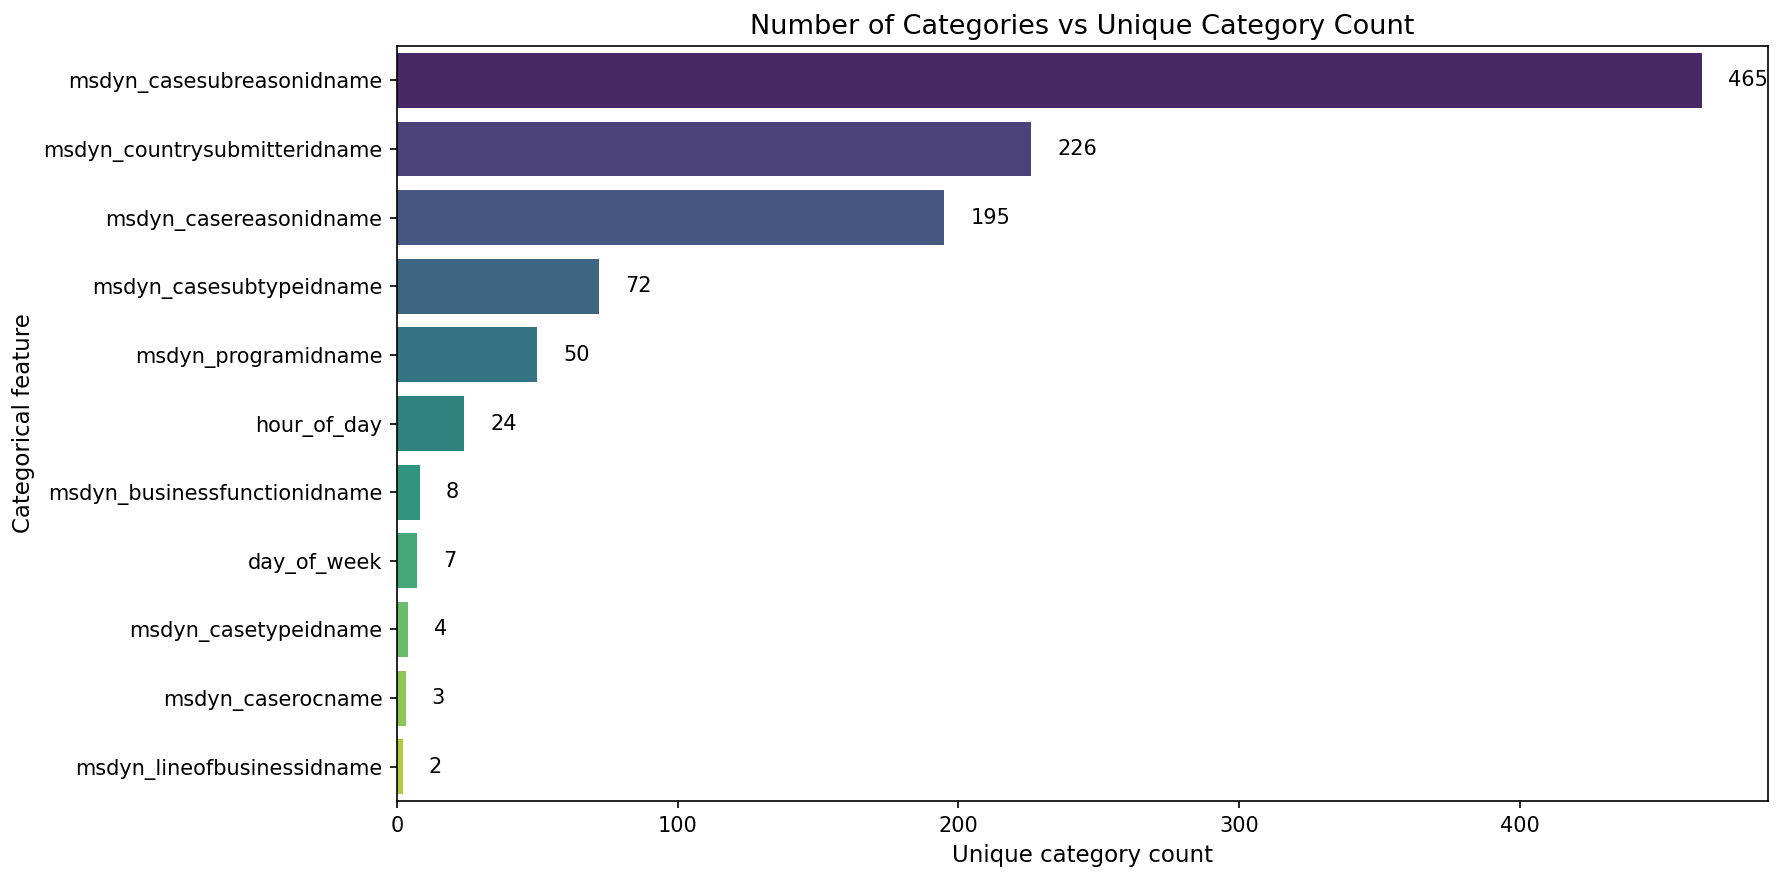 Number of Categories vs Unique Category Count
Categorical feature
msdyn_casesubreasonidname 465
msdyn_countrysubmitteridname 226
msdyn_casereasonidname 195
msdyn_casesubtypeidname 72
msdyn_programidname 50
hour_of_day 24
msdyn_businessfunctionidname 8
day_of_week 7
msdyn_casetypeidname 4
msdyn_caserocname 3
msdyn_lineofbusinessidname 2
0 100 200 300 400
Unique category count